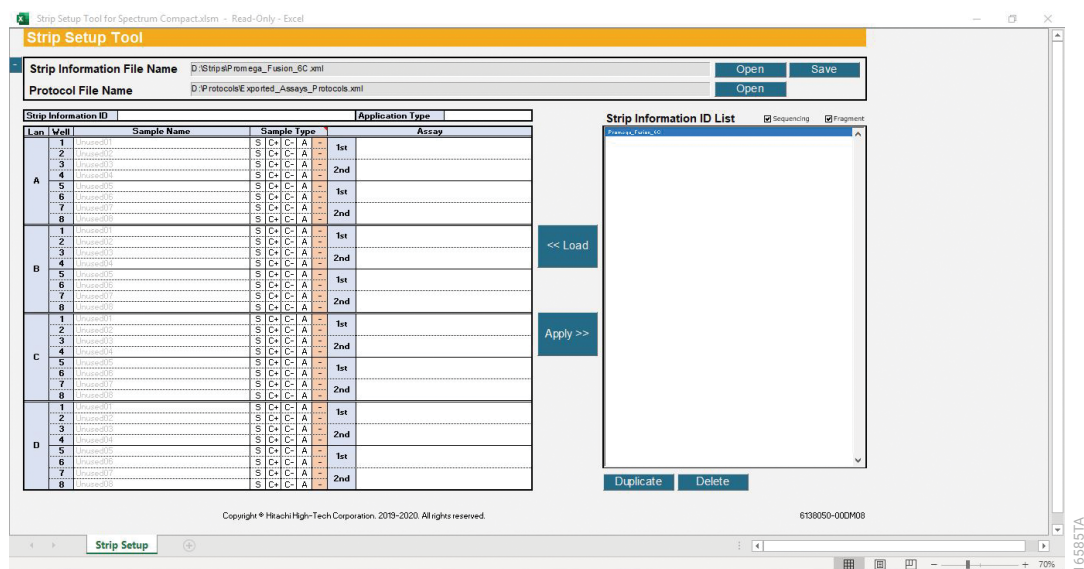 Strip Setup Tool for Spectrum Compact.xlsm - Read-Only - Excel
Strip Setup Tool
Strip Information File Name D:\Strips\Promega_Fusion_6C.xml Open Save
Protocol File Name D:\Protocols\Exported_Assays_Protocols.xml Open
Strip Information ID Application Type Strip Information ID List Sequencing Fragment
Lan Well Sample Name Sample Type Assay Promega_Fusion_6C
A
1 Unused01 S C+ C- A - 1st
2 Unused02 S C+ C- A -
3 Unused03 S C+ C- A - 2nd
4 Unused04 S C+ C- A -
5 Unused05 S C+ C- A - 1st
6 Unused06 S C+ C- A -
7 Unused07 S C+ C- A - 2nd
8 Unused08 S C+ C- A -
B
1 Unused01 S C+ C- A - 1st
2 Unused02 S C+ C- A -
3 Unused03 S C+ C- A - 2nd
4 Unused04 S C+ C- A -
5 Unused05 S C+ C- A - 1st
6 Unused06 S C+ C- A -
7 Unused07 S C+ C- A - 2nd
8 Unused08 S C+ C- A -
<< Load
C
1 Unused01 S C+ C- A - 1st
2 Unused02 S C+ C- A -
3 Unused03 S C+ C- A - 2nd
4 Unused04 S C+ C- A -
5 Unused05 S C+ C- A - 1st
6 Unused06 S C+ C- A -
7 Unused07 S C+ C- A - 2nd
8 Unused08 S C+ C- A -
Apply >>
D
1 Unused01 S C+ C- A - 1st
2 Unused02 S C+ C- A -
3 Unused03 S C+ C- A - 2nd
4 Unused04 S C+ C- A -
5 Unused05 S C+ C- A - 1st
6 Unused06 S C+ C- A -
7 Unused07 S C+ C- A - 2nd
8 Unused08 S C+ C- A -
Duplicate Delete
Copyright © Hitachi High-Tech Corporation. 2019-2020. All rights reserved. 6138050-00DM08
Strip Setup
70%
16585TA